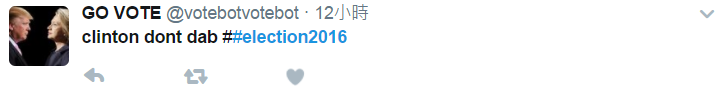 GO VOTE @votebotvotebot · 12小時
clinton dont dab ##election2016